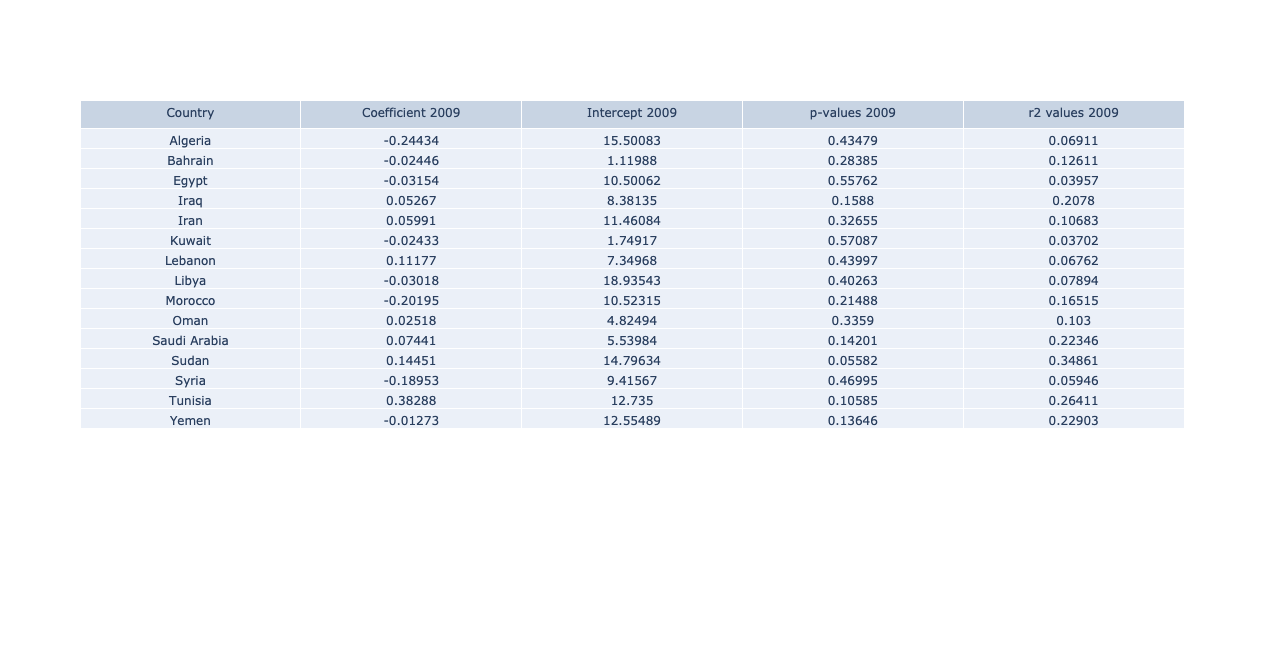 Country Coefficient 2009 Intercept 2009 p-values 2009 r2 values 2009
Algeria -0.24434 15.50083 0.43479 0.06911
Bahrain -0.02446 1.11988 0.28385 0.12611
Egypt -0.03154 10.50062 0.55762 0.03957
Iraq 0.05267 8.38135 0.1588 0.2078
Iran 0.05991 11.46084 0.32655 0.10683
Kuwait -0.02433 1.74917 0.57087 0.03702
Lebanon 0.11177 7.34968 0.43997 0.06762
Libya -0.03018 18.93543 0.40263 0.07894
Morocco -0.20195 10.52315 0.21488 0.16515
Oman 0.02518 4.82494 0.3359 0.103
Saudi Arabia 0.07441 5.53984 0.14201 0.22346
Sudan 0.14451 14.79634 0.05582 0.34861
Syria -0.18953 9.41567 0.46995 0.05946
Tunisia 0.38288 12.735 0.10585 0.26411
Yemen -0.01273 12.55489 0.13646 0.22903